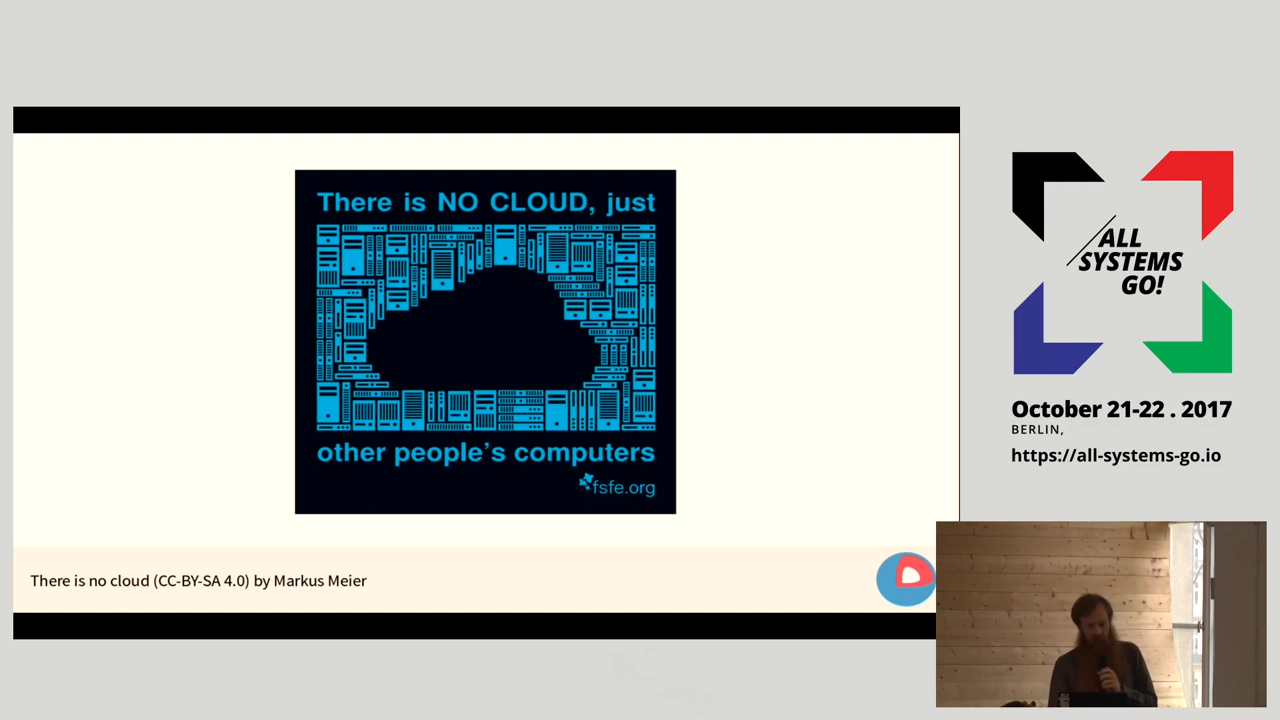 There is NO CLOUD, just
other people's computers
fsfe.org
There is no cloud (CC-BY-SA 4.0) by Markus Meier
ALL
SYSTEMS
GO!
October 21-22 . 2017
BERLIN,
https://all-systems-go.io